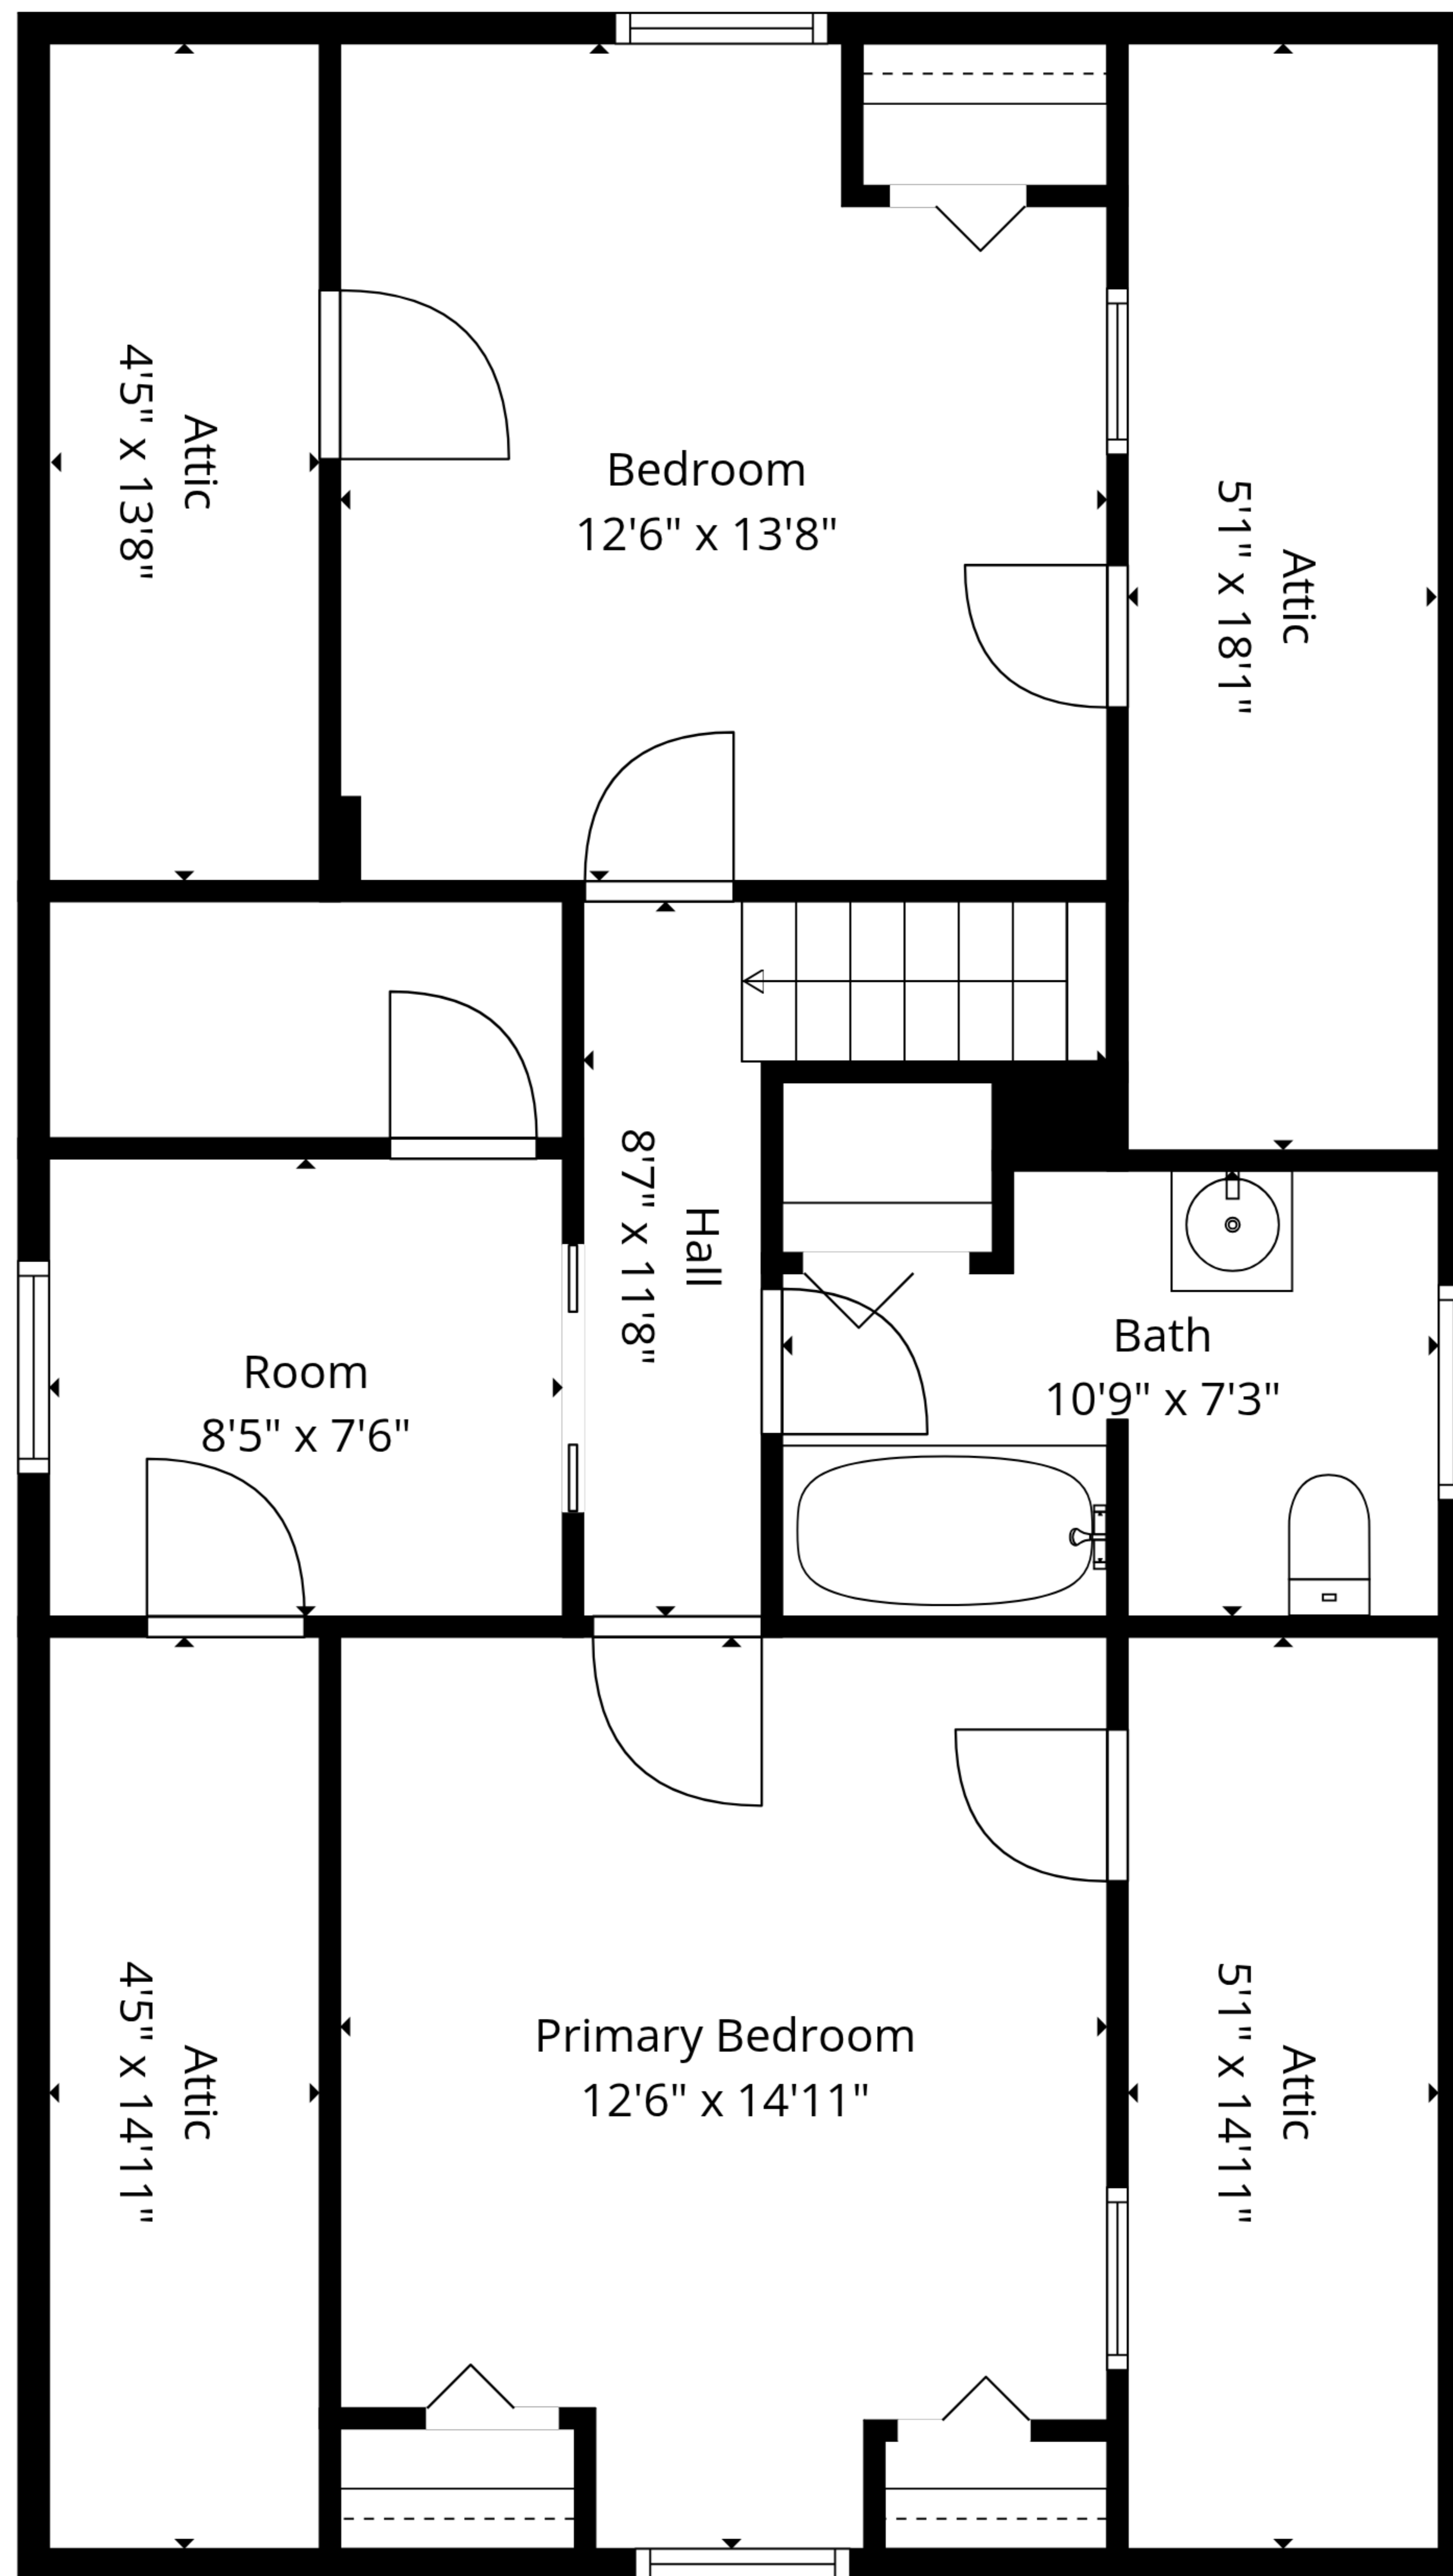 Attic
4'5" x 13'8"
Bedroom
12'6" x 13'8"
Attic
5'1" x 18'1"
Hall
8'7" x 11'8"
Room
8'5" x 7'6"
Bath
10'9" x 7'3"
Attic
4'5" x 14'11"
Primary Bedroom
12'6" x 14'11"
Attic
5'1" x 14'11"